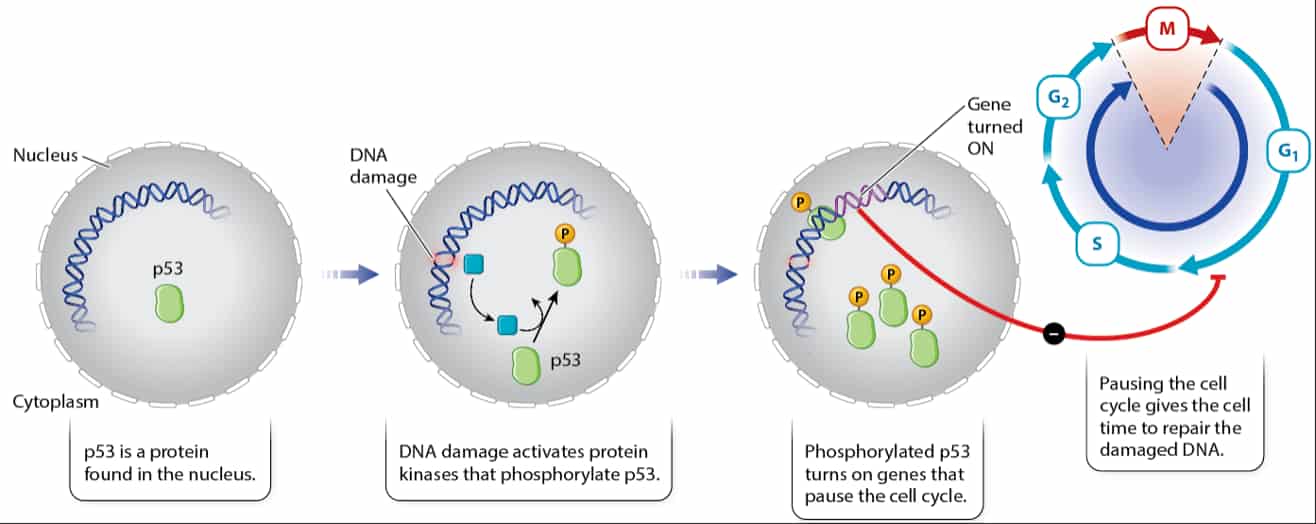 Nucleus
p53
Cytoplasm
p53 is a protein
found in the nucleus.
DNA
damage
P
p53
DNA damage activates protein
kinases that phosphorylate p53.
Gene
turned
ON
P
P
P
P
Phosphorylated p53
turns on genes that
pause the cell cycle.
M
G₂
G₁
S
–
Pausing the cell
cycle gives the cell
time to repair the
damaged DNA.